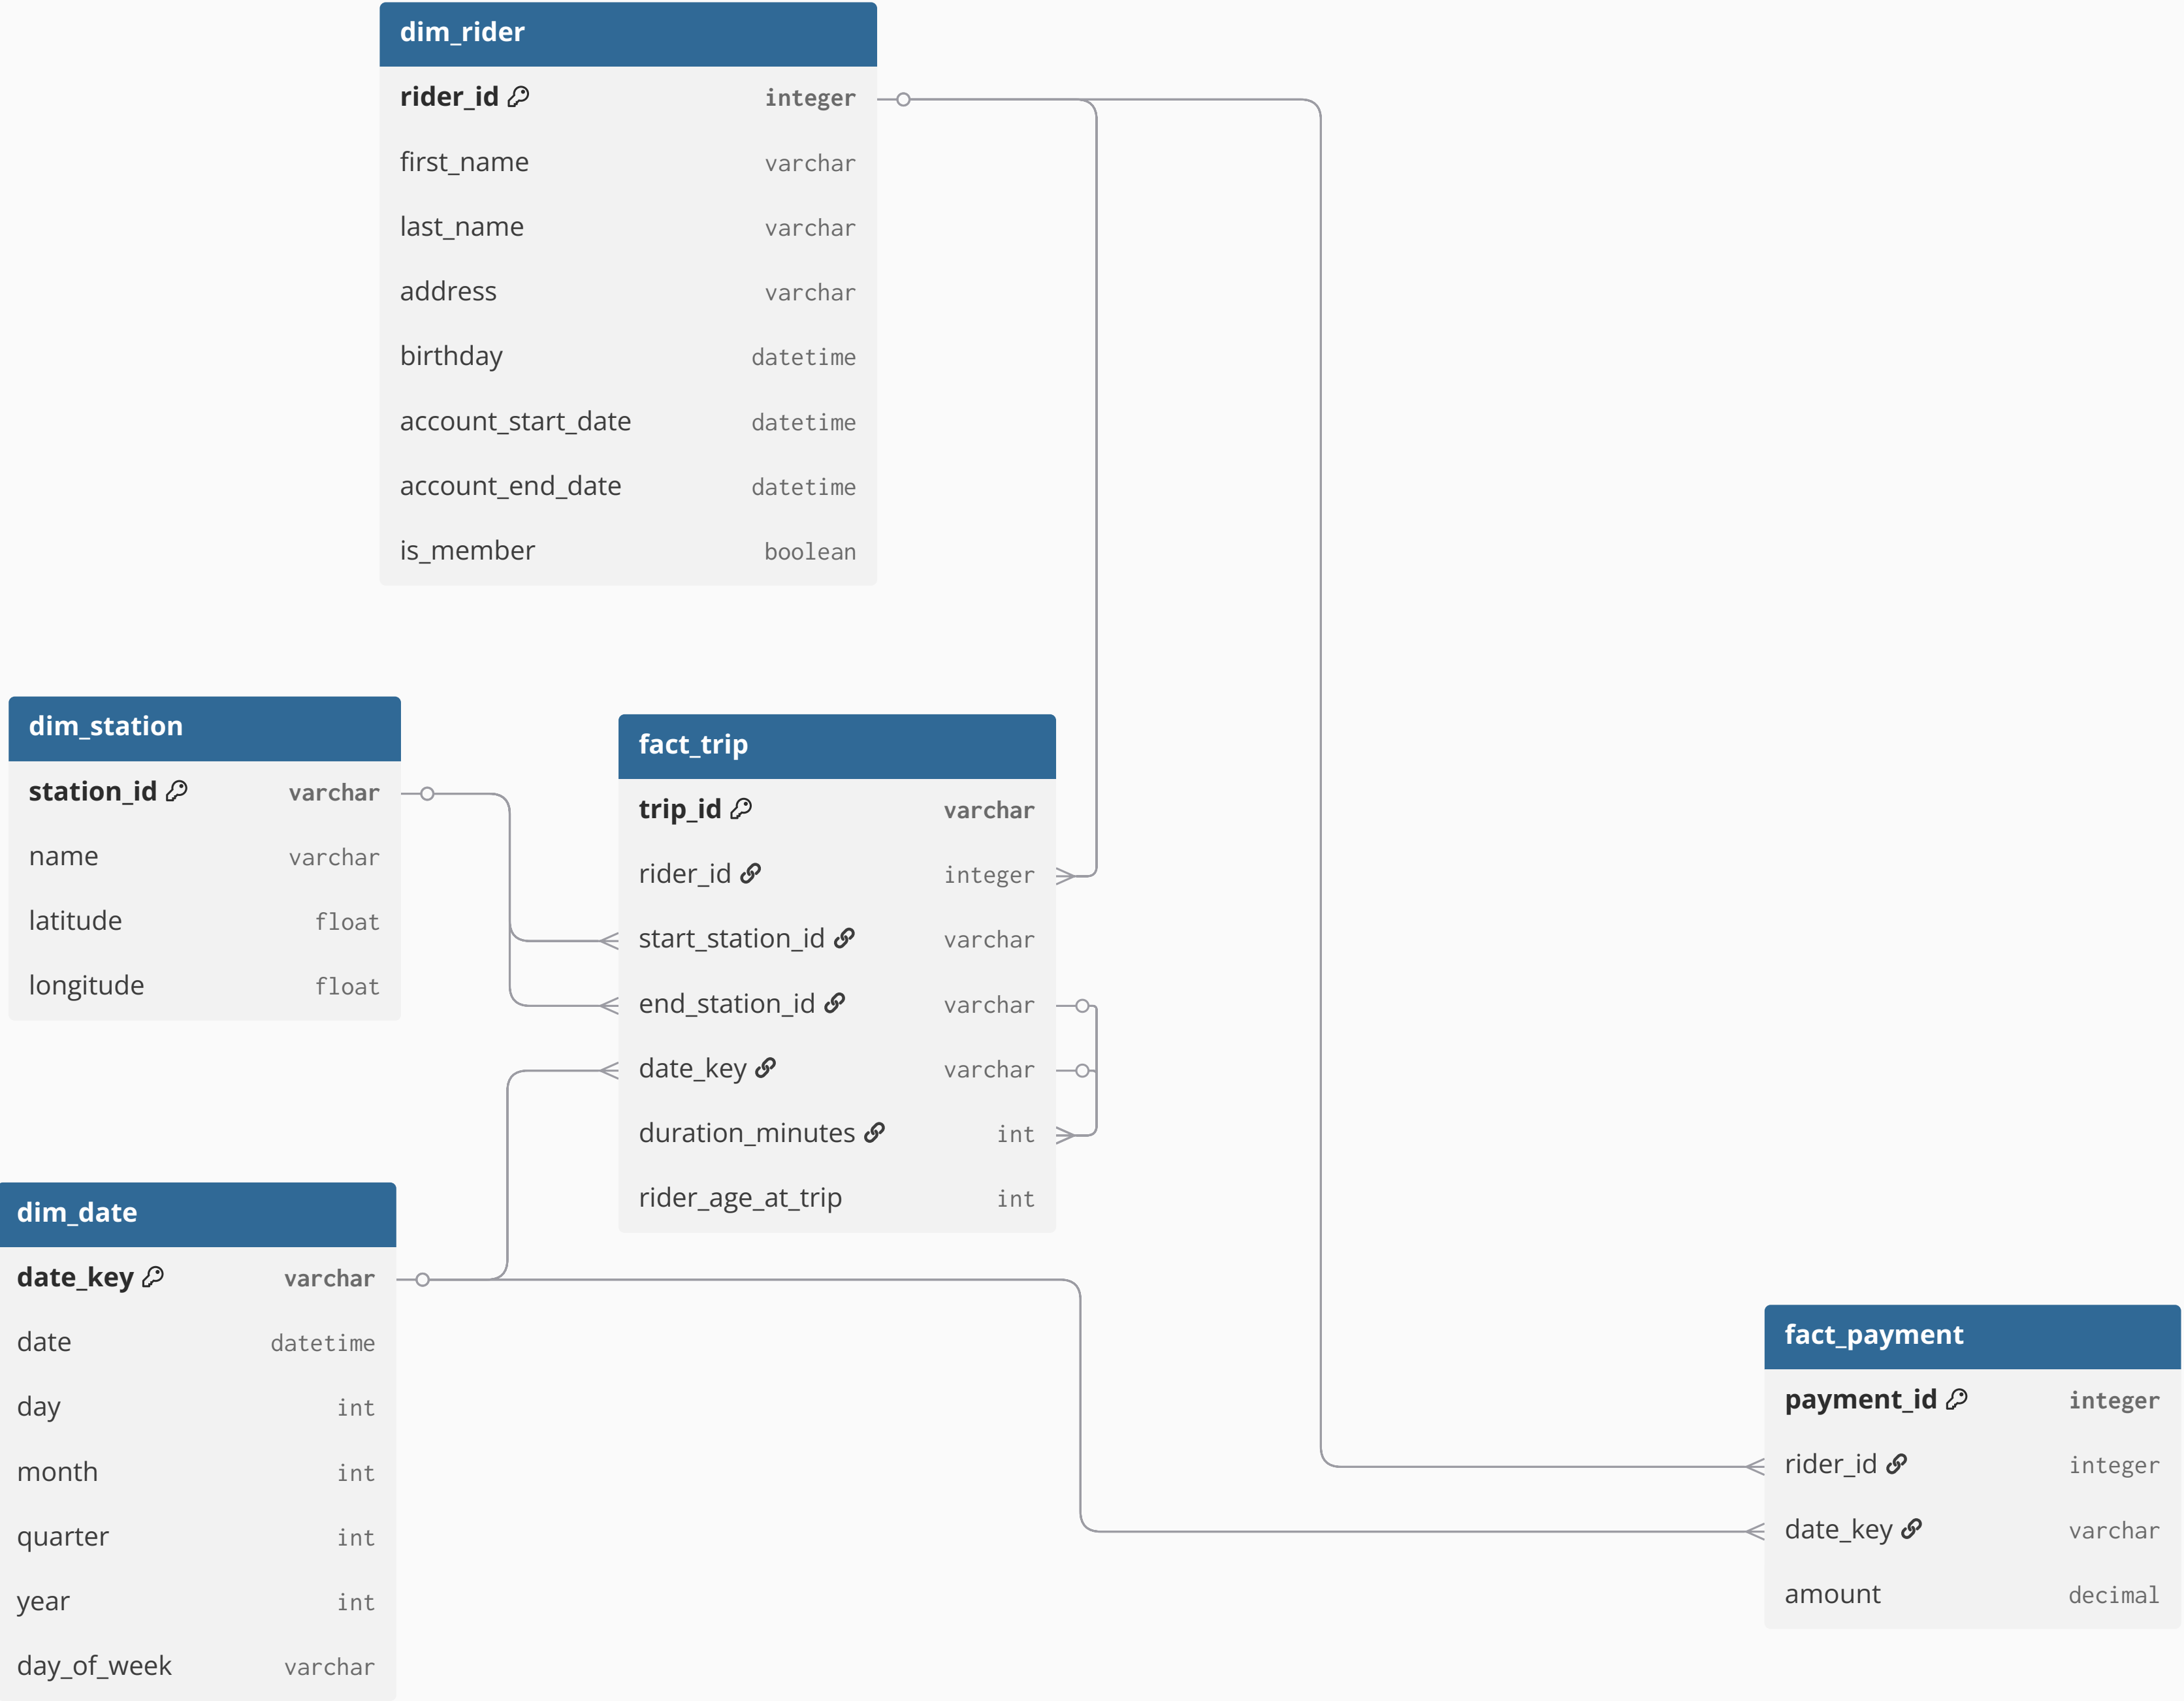 dim_rider
rider_id integer
first_name varchar
last_name varchar
address varchar
birthday datetime
account_start_date datetime
account_end_date datetime
is_member boolean
dim_station
station_id varchar
name varchar
latitude float
longitude float
fact_trip
trip_id varchar
rider_id integer
start_station_id varchar
end_station_id varchar
date_key varchar
duration_minutes int
rider_age_at_trip int
dim_date
date_key varchar
date datetime
day int
month int
quarter int
year int
day_of_week varchar
fact_payment
payment_id integer
rider_id integer
date_key varchar
amount decimal